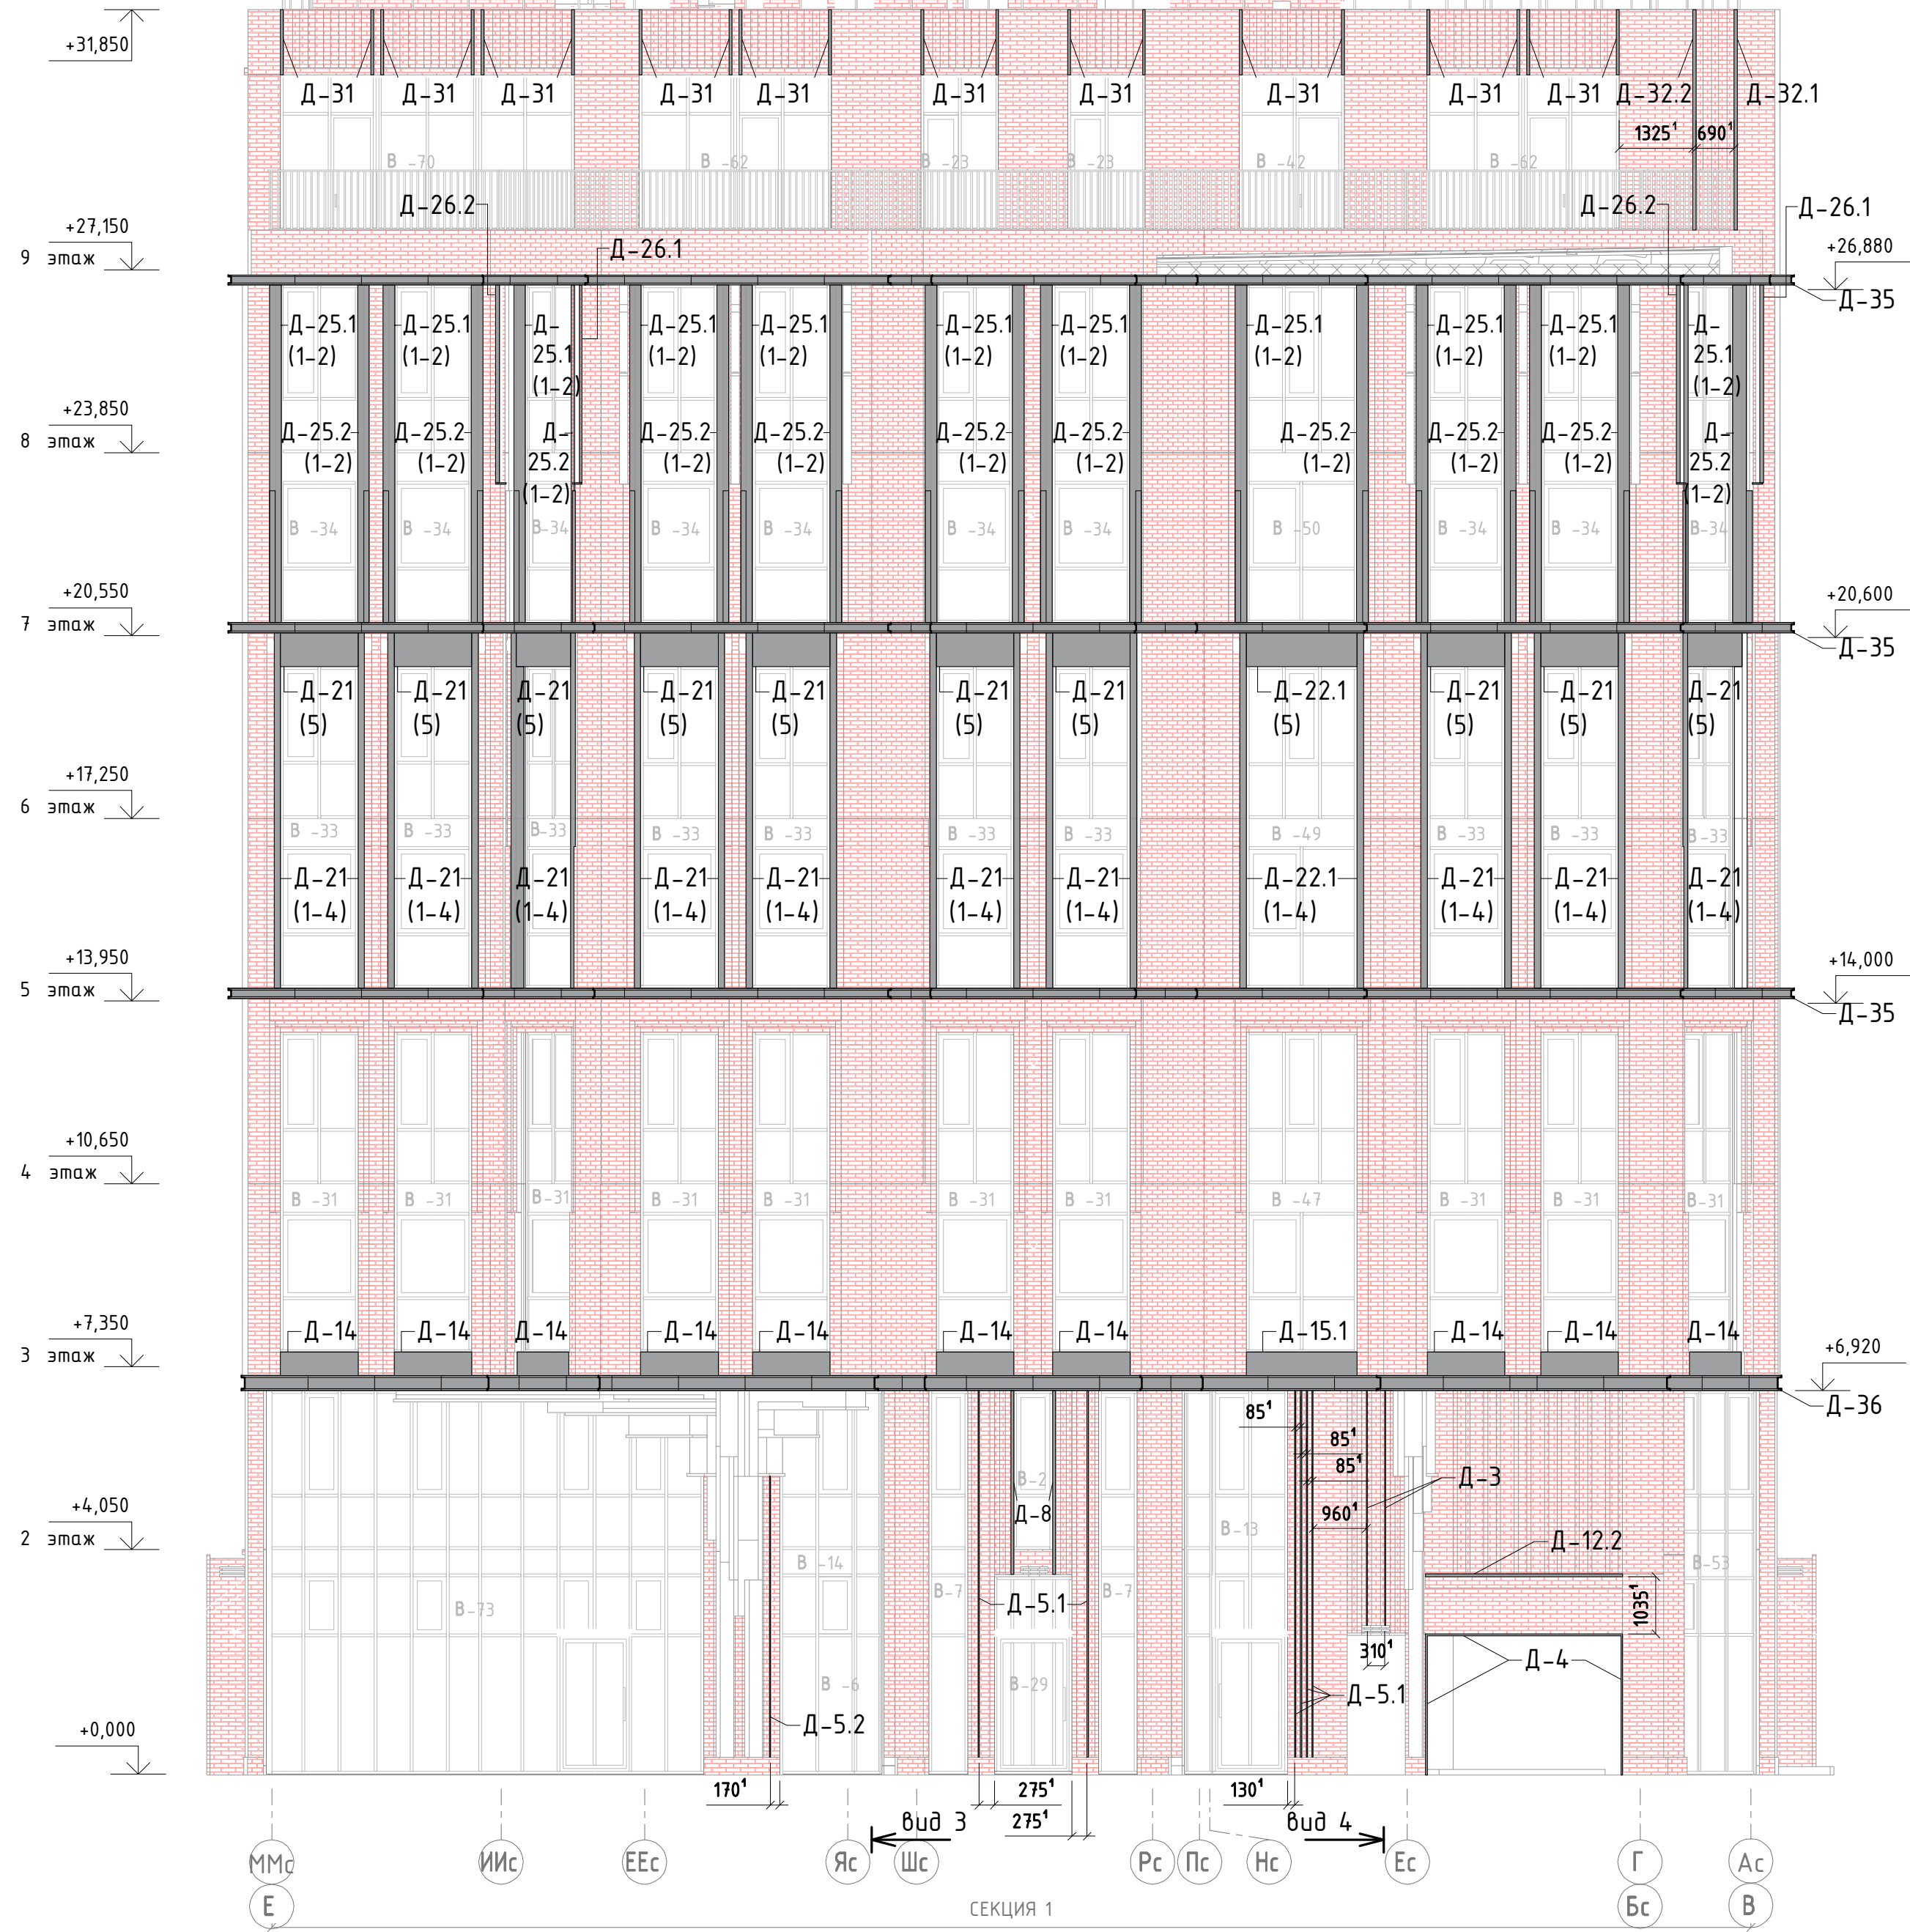 +31,850
Д-31 Д-31 Д-31 Д-31 Д-31 Д-31 Д-31 Д-31 Д-31 Д-31 Д-32.2 Д-32.1
1325¹ 690¹
В -70 В -62 В -23 В -23 В -42 В -62
Д-26.2 Д-26.2 Д-26.1
+27,150
9 этаж
Д-26.1
+26,880
Д-35
Д-25.1 Д-25.1 Д- Д-25.1 Д-25.1 Д-25.1 Д-25.1 Д-25.1 Д-25.1 Д-25.1 Д-
(1-2) (1-2) 25.1 (1-2) (1-2) (1-2) (1-2) (1-2) (1-2) (1-2) 25.1
(1-2) (1-2)
+23,850
8 этаж
Д-25.2 Д-25.2 Д- Д-25.2 Д-25.2 Д-25.2 Д-25.2 Д-25.2 Д-25.2 Д-25.2 Д-
(1-2) (1-2) 25.2 (1-2) (1-2) (1-2) (1-2) (1-2) (1-2) (1-2) 25.2
(1-2) (1-2)
В -34 В -34 В-34 В -34 В -34 В -34 В -34 В -50 В -34 В -34 В-34
+20,550
7 этаж
+20,600
Д-35
Д-21 Д-21 Д-21 Д-21 Д-21 Д-21 Д-21 Д-22.1 Д-21 Д-21 Д-21
(5) (5) (5) (5) (5) (5) (5) (5) (5) (5) (5)
+17,250
6 этаж
В -33 В -33 В-33 В -33 В -33 В -33 В -33 В -49 В -33 В -33 В-33
Д-21 Д-21 Д-21 Д-21 Д-21 Д-21 Д-21 Д-22.1 Д-21 Д-21 Д-21
(1-4) (1-4) (1-4) (1-4) (1-4) (1-4) (1-4) (1-4) (1-4) (1-4) (1-4)
+13,950
5 этаж
+14,000
Д-35
+10,650
4 этаж
В -31 В -31 В-31 В -31 В -31 В -31 В -31 В -47 В -31 В -31 В-31
+7,350
3 этаж
Д-14 Д-14 Д-14 Д-14 Д-14 Д-14 Д-14 Д-15.1 Д-14 Д-14 Д-14
+6,920
Д-36
85¹
85¹
85¹
В-2 Д-3
+4,050
2 этаж
Д-8 960¹
В-13 Д-12.2
В -14 В-53
В-7 В-7
В-73 Д-5.1 1035¹
310¹
Д-4
В -6 В-29 Д-5.1
Д-5.2
+0,000
170¹ 275¹ 130¹
275¹
вид 3 вид 4
ММс ИИс ЕЕс Яс Шс Рс Пс Нс Ес Г Ас
Е Бс В
СЕКЦИЯ 1